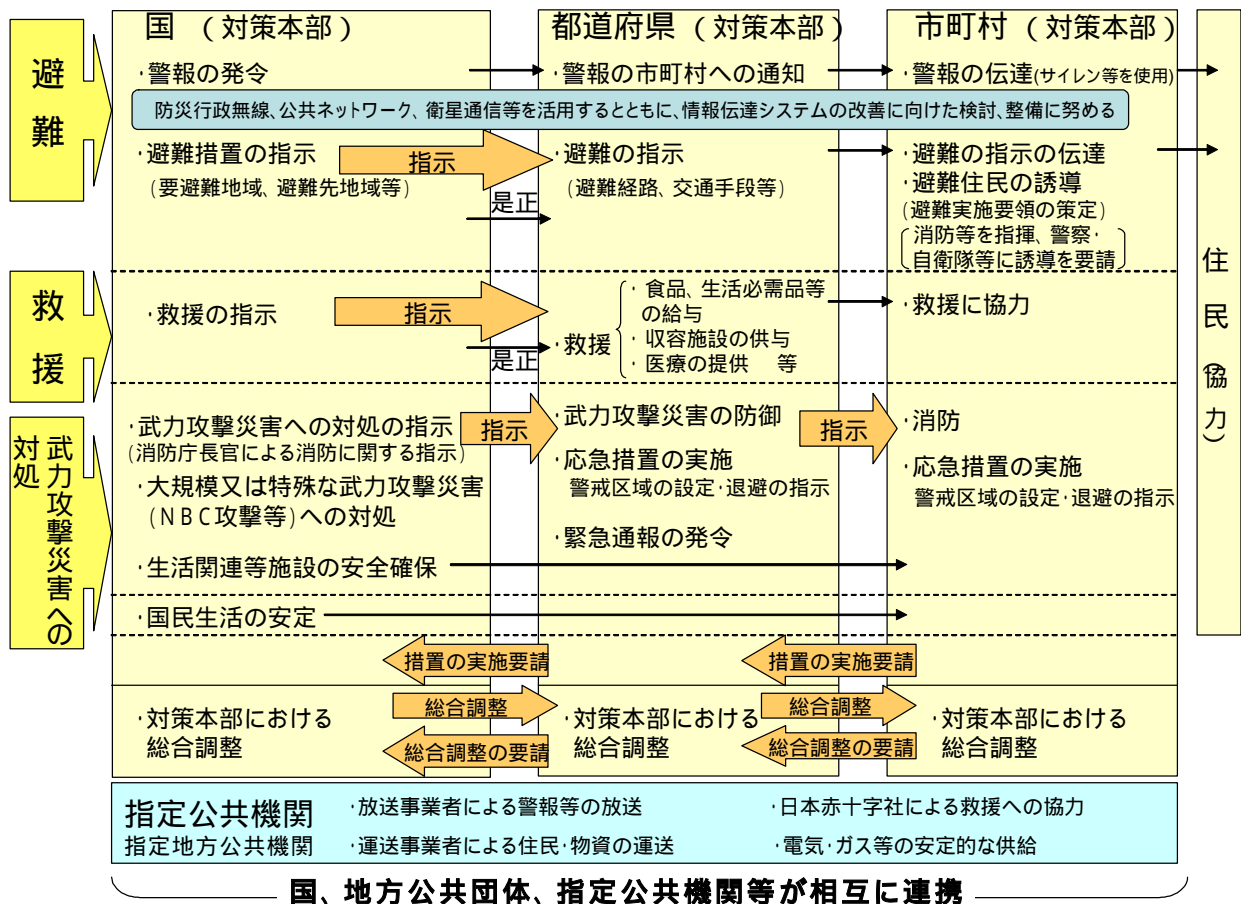 国 (対策本部)
都道府県 (対策本部)
市町村 (対策本部)
避難
・警報の発令
・警報の市町村への通知
・警報の伝達(サイレン等を使用)
防災行政無線、公共ネットワーク、衛星通信等を活用するとともに、情報伝達システムの改善に向けた検討、整備に努める
・避難措置の指示
(要避難地域、避難先地域等)
指示
是正
・避難の指示
(避難経路、交通手段等)
・避難の指示の伝達
・避難住民の誘導
(避難実施要領の策定)
消防等を指揮、警察・
自衛隊等に誘導を要請
住民(協力)
救援
・救援の指示
指示
是正
・救援
・食品、生活必需品等
の給与
・収容施設の供与
・医療の提供 等
・救援に協力
武力攻撃災害への
対処
・武力攻撃災害への対処の指示
(消防庁長官による消防に関する指示)
指示
・武力攻撃災害の防御
指示
・消防
・大規模又は特殊な武力攻撃災害
(NBC攻撃等)への対処
・応急措置の実施
警戒区域の設定・退避の指示
・応急措置の実施
警戒区域の設定・退避の指示
・緊急通報の発令
・生活関連等施設の安全確保
・国民生活の安定
措置の実施要請
措置の実施要請
・対策本部における
総合調整
総合調整
総合調整の要請
・対策本部における
総合調整
総合調整
総合調整の要請
・対策本部における
総合調整
指定公共機関
指定地方公共機関
・放送事業者による警報等の放送
・日本赤十字社による救援への協力
・運送事業者による住民・物資の運送
・電気・ガス等の安定的な供給
国、地方公共団体、指定公共機関等が相互に連携